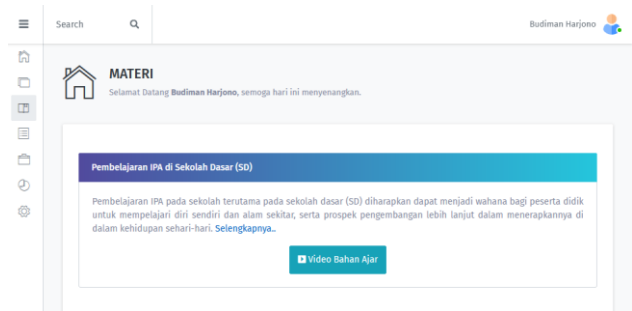 Search
Budiman Harjono
MATERI
Selamat Datang Budiman Harjono, semoga hari ini menyenangkan.
Pembelajaran IPA di Sekolah Dasar (SD)
Pembelajaran IPA pada sekolah terutama pada sekolah dasar (SD) diharapkan dapat menjadi wahana bagi peserta didik
untuk mempelajari diri sendiri dan alam sekitar, serta prospek pengembangan lebih lanjut dalam menerapkannya di
dalam kehidupan sehari-hari. Selengkapnya..
Video Bahan Ajar